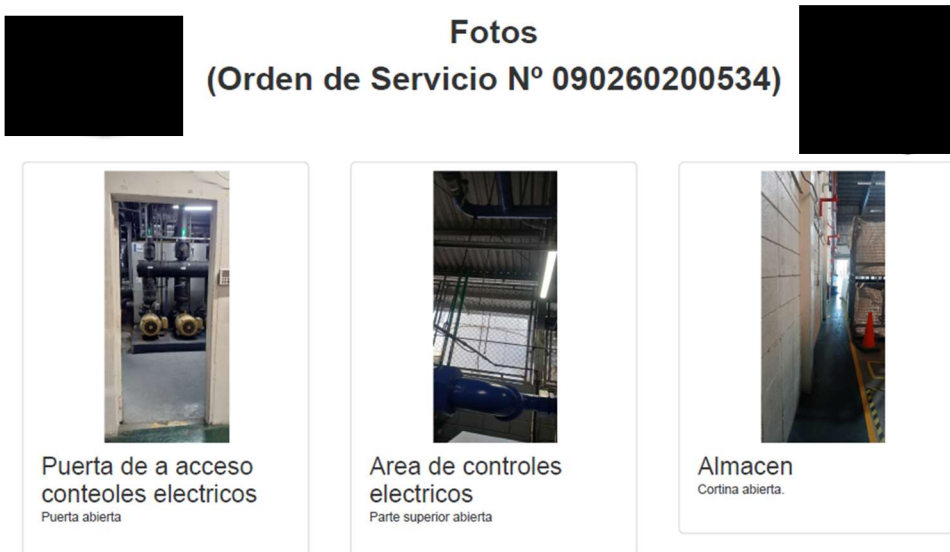 Fotos
(Orden de Servicio Nº 090260200534)
Puerta de a acceso
conteoles electricos
Puerta abierta
Area de controles
electricos
Parte superior abierta
Almacen
Cortina abierta.